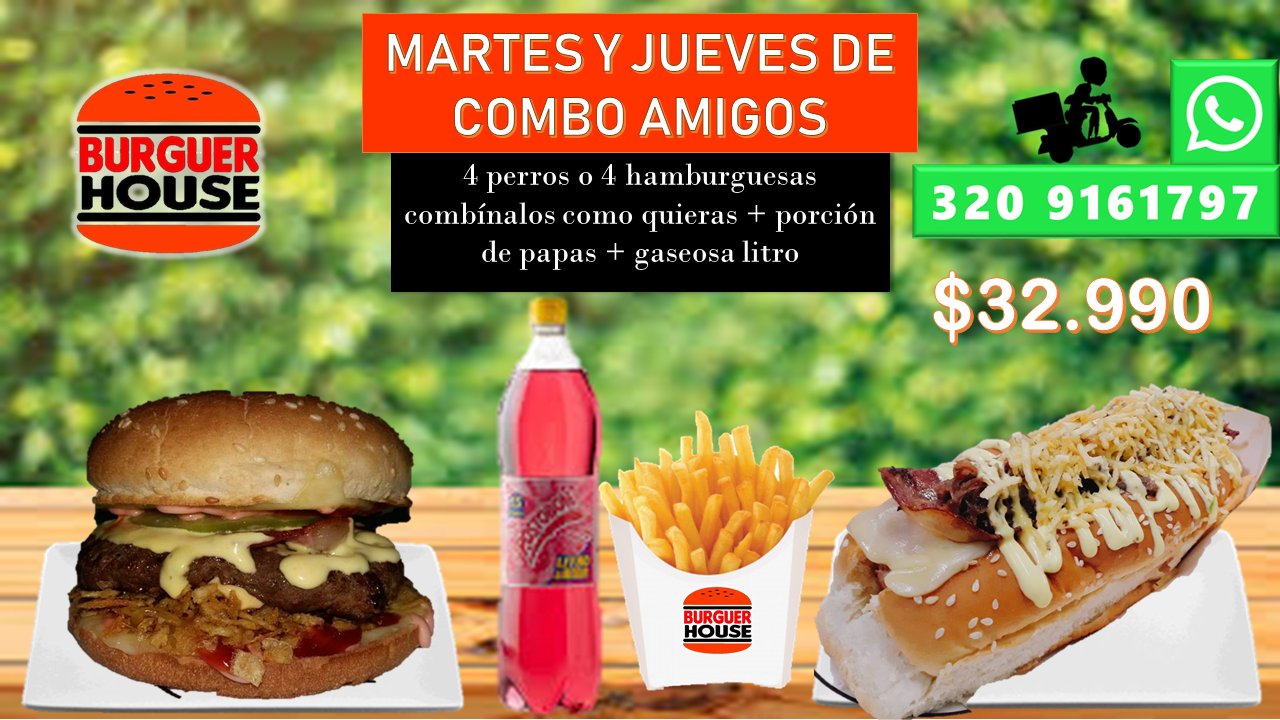 MARTES Y JUEVES DE
COMBO AMIGOS
BURGUER
HOUSE
4 perros o 4 hamburguesas
combínalos como quieras + porción
de papas + gaseosa litro
320 9161797
$32.990
BURGUER
HOUSE